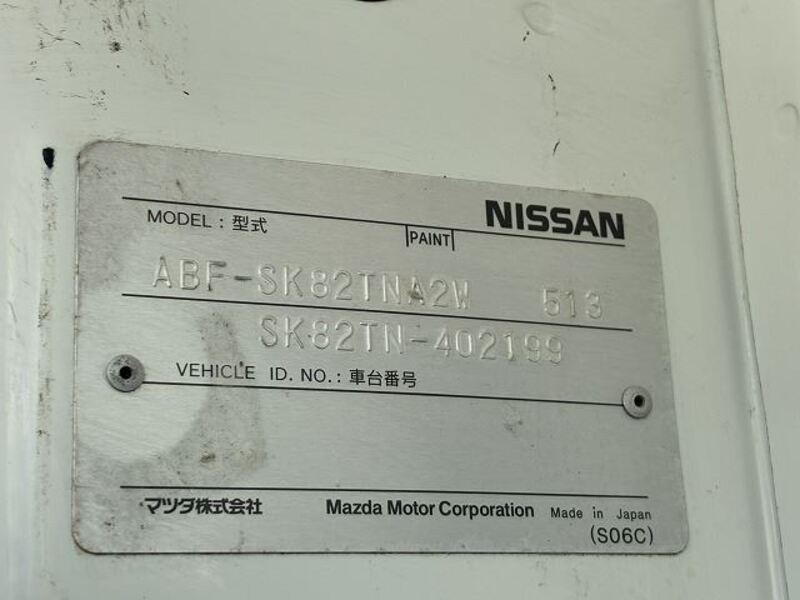 NISSAN
MODEL : 型式
PAINT
ABF-SK82TNA2W 513
SK82TN-402199
VEHICLE ID. NO. : 車台番号
マツダ株式会社 Mazda Motor Corporation Made in Japan
(S06C)